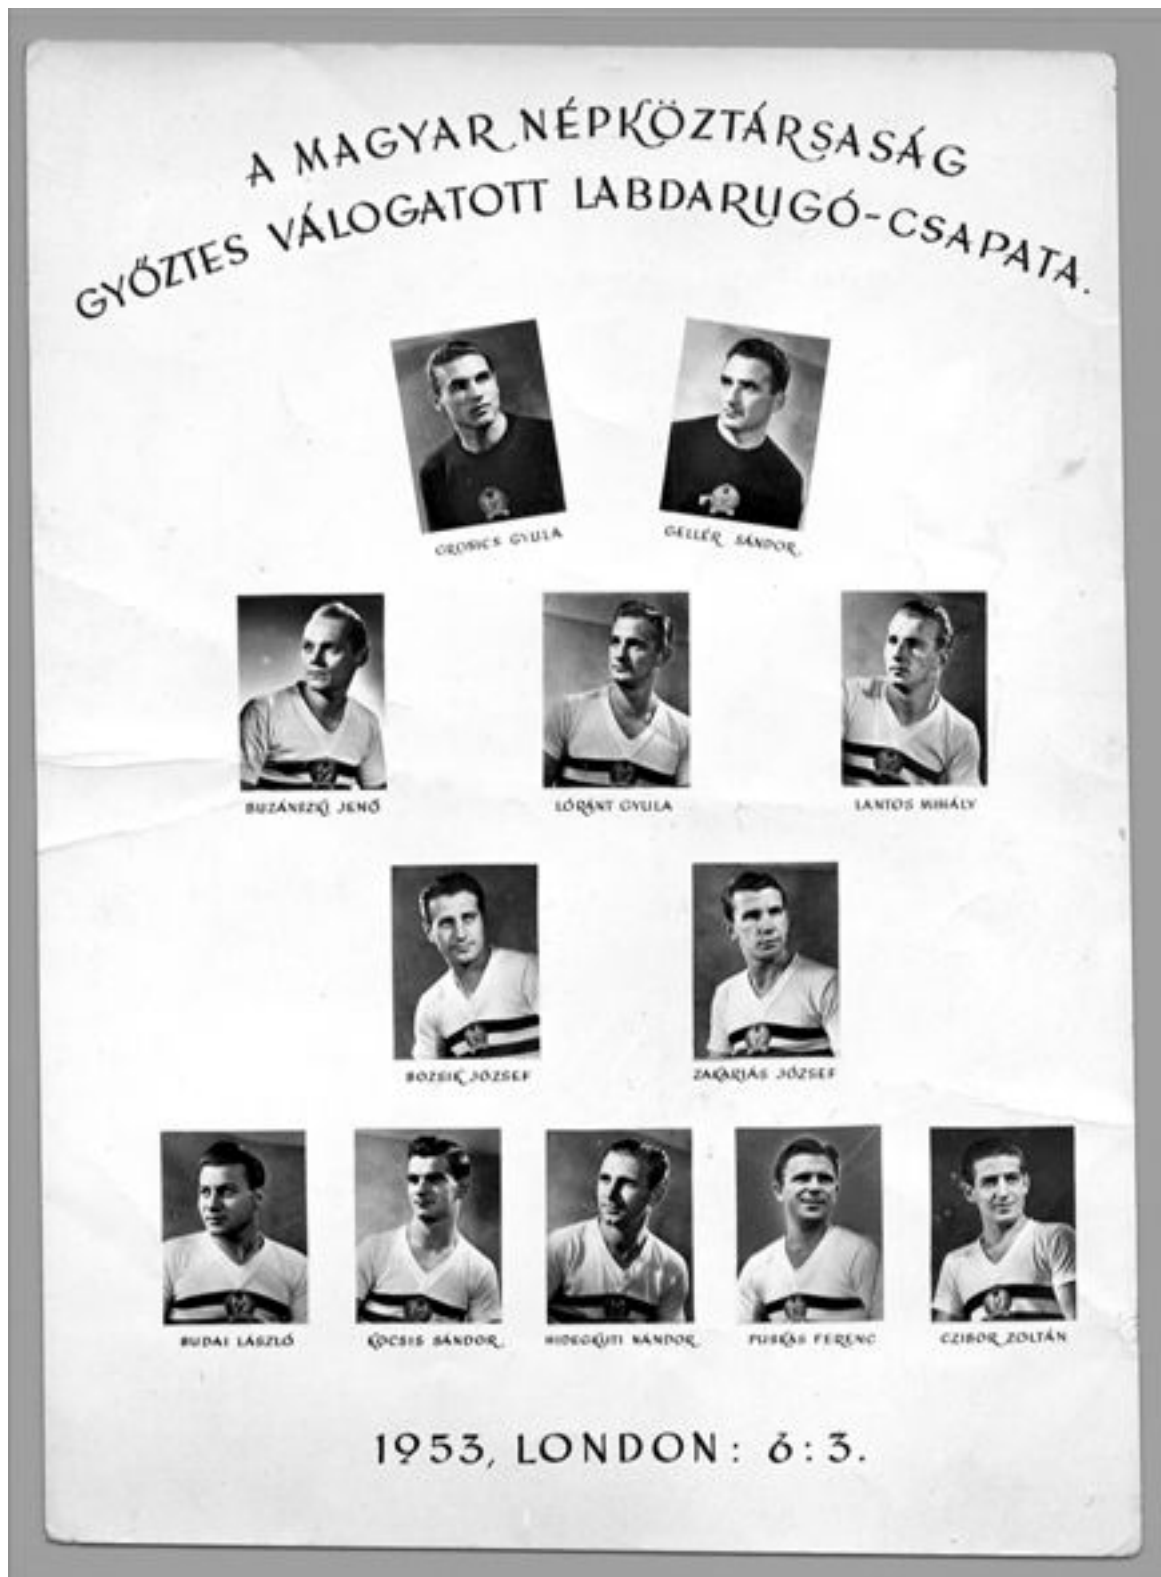 A MAGYAR NÉPKÖZTÁRSASÁG
GYŐZTES VÁLOGATOTT LABDARUGÓ-CSAPATA.
GROSICS GYULA
GELLÉR SÁNDOR
BUZÁNSZKI JENŐ
LÓRÁNT GYULA
LANTOS MIHÁLY
BOZSIK JÓZSEF
ZAKARIÁS JÓZSEF
BUDAI LÁSZLÓ
KOCSIS SÁNDOR
HIDEGKUTI NÁNDOR
PUSKÁS FERENC
CZIBOR ZOLTÁN
1953, LONDON: 6:3.